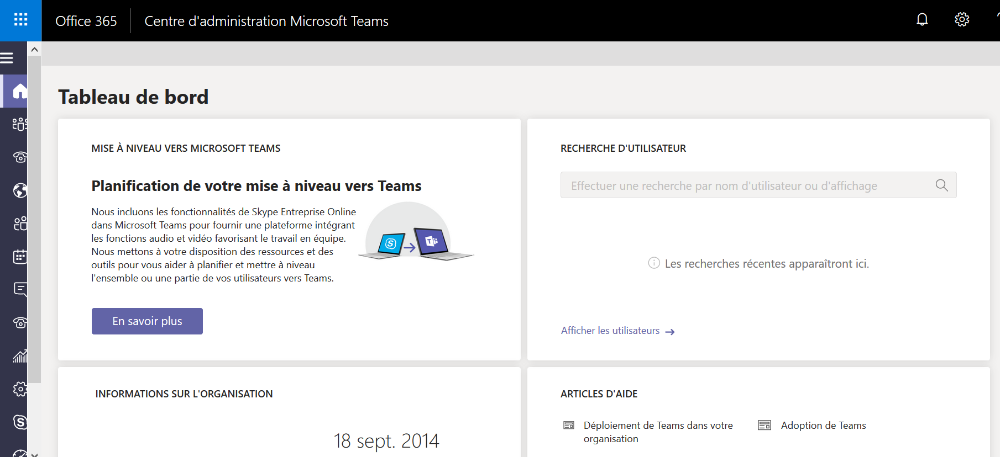 Office 365
Centre d'administration Microsoft Teams
Tableau de bord
MISE À NIVEAU VERS MICROSOFT TEAMS
Planification de votre mise à niveau vers Teams
Nous incluons les fonctionnalités de Skype Entreprise Online
dans Microsoft Teams pour fournir une plateforme intégrant
les fonctions audio et vidéo favorisant le travail en équipe.
Nous mettons à votre disposition des ressources et des
outils pour vous aider à planifier et mettre à niveau
l'ensemble ou une partie de vos utilisateurs vers Teams.
En savoir plus
RECHERCHE D'UTILISATEUR
Effectuer une recherche par nom d'utilisateur ou d'affichage
Les recherches récentes apparaîtront ici.
Afficher les utilisateurs
INFORMATIONS SUR L'ORGANISATION
18 sept. 2014
ARTICLES D'AIDE
Déploiement de Teams dans votre
organisation
Adoption de Teams